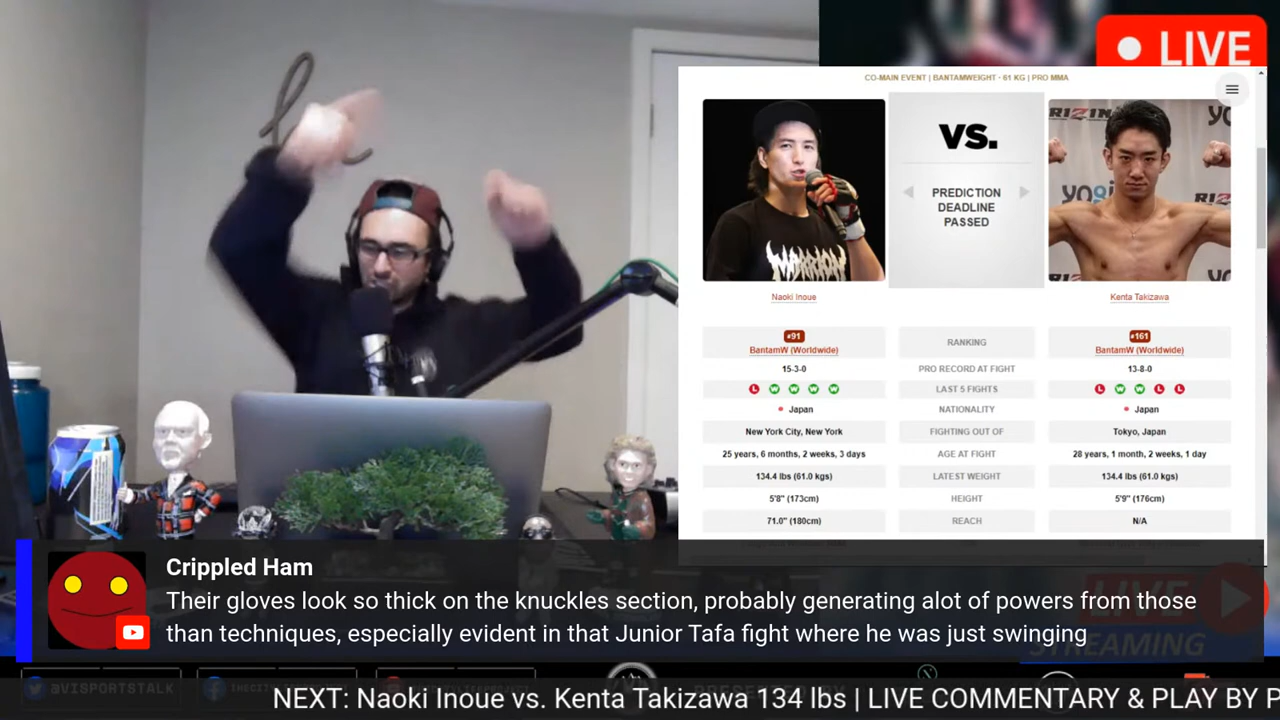 LIVE
CO-MAIN EVENT | BANTAMWEIGHT · 61 KG | PRO MMA
VS.
PREDICTION
DEADLINE
PASSED
RIZIN
yogi
RIZ
Naoki Inoue
Kenta Takizawa
#91
RANKING
#161
BantamW (Worldwide)
BantamW (Worldwide)
15-3-0
PRO RECORD AT FIGHT
13-8-0
L W W W W
LAST 5 FIGHTS
L W W L L
Japan
NATIONALITY
Japan
New York City, New York
FIGHTING OUT OF
Tokyo, Japan
25 years, 6 months, 2 weeks, 3 days
AGE AT FIGHT
28 years, 1 month, 2 weeks, 1 day
134.4 lbs (61.0 kgs)
LATEST WEIGHT
134.4 lbs (61.0 kgs)
5'8" (173cm)
HEIGHT
5'9" (176cm)
71.0" (180cm)
REACH
N/A
Crippled Ham
Their gloves look so thick on the knuckles section, probably generating alot of powers from those
than techniques, especially evident in that Junior Tafa fight where he was just swinging
LIVE
STREAMING
@VISPORTSTALK
NEXT: Naoki Inoue vs. Kenta Takizawa 134 lbs | LIVE COMMENTARY & PLAY BY P